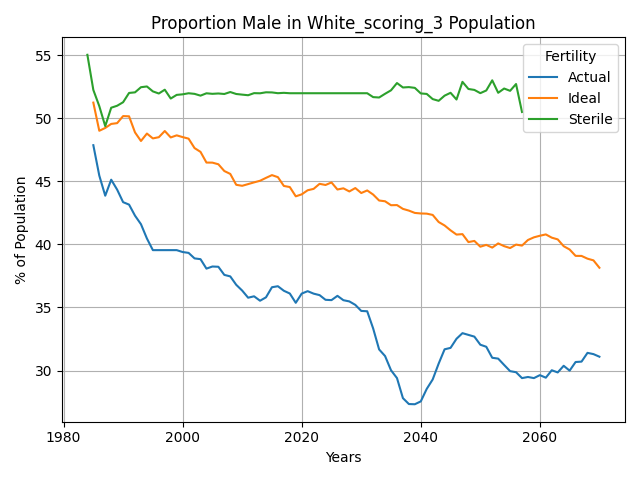 Proportion Male in White_scoring_3 Population
% of Population
55
50
45
40
35
30
1980
2000
2020
2040
2060
Years
Fertility
Actual
Ideal
Sterile